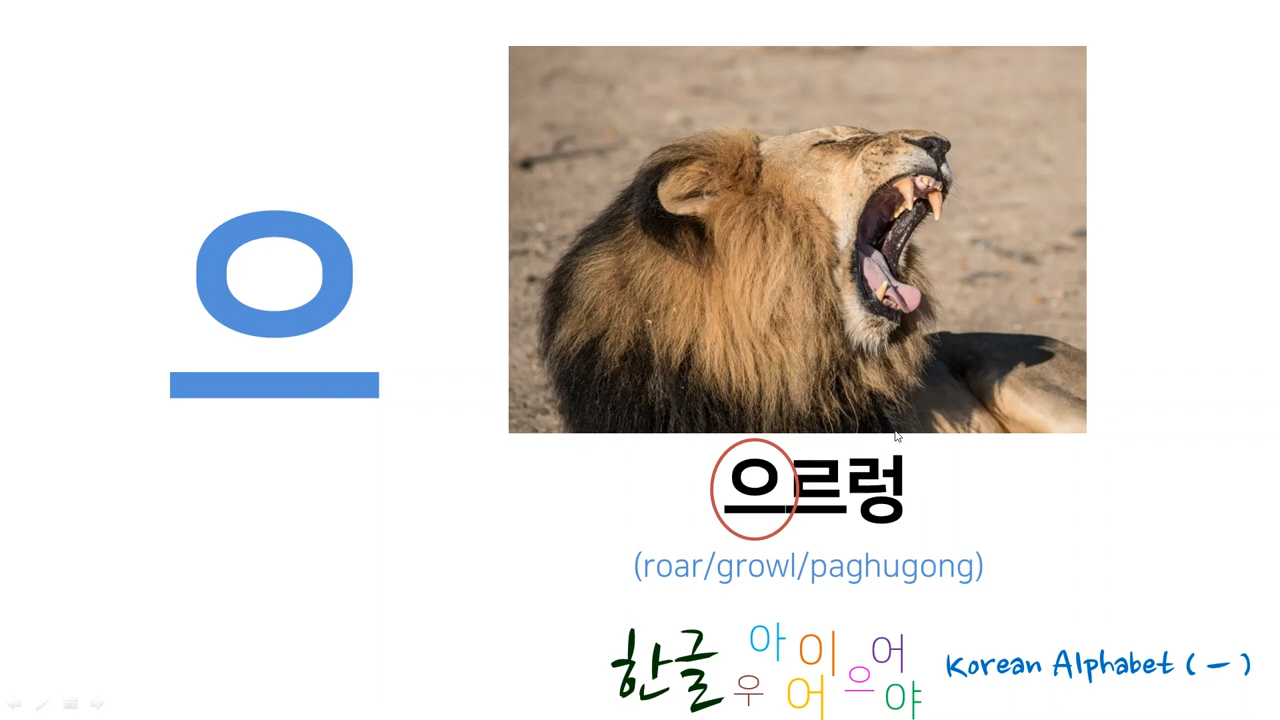 으
으르렁
(roar/growl/paghugong)
한글 아 이 어 우 어 으 야 Korean Alphabet (ㅡ)